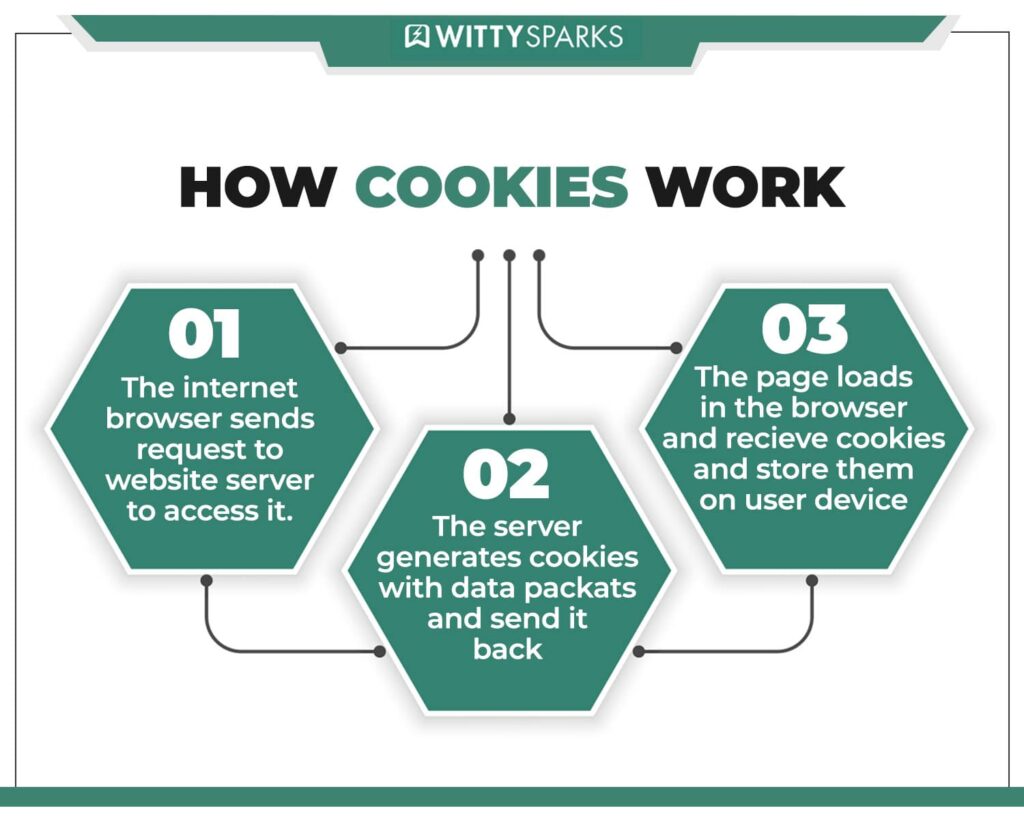 WITTYSPARKS
HOW COOKIES WORK
01
The internet
browser sends
request to
website server
to access it.
02
The server
generates cookies
with data packats
and send it
back
03
The page loads
in the browser
and recieve cookies
and store them
on user device